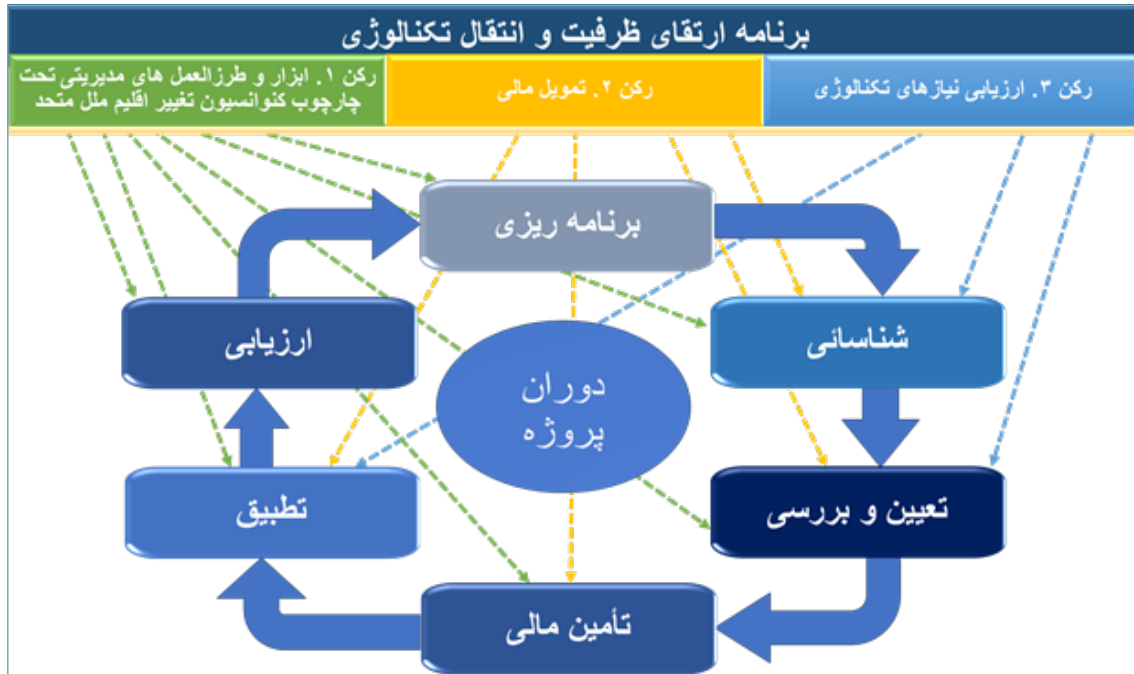 برنامه ارتقای ظرفیت و انتقال تکنالوژی
رکن ۱. ابزار و طرزالعمل های مدیریتی تحت
چارچوب کنوانسیون تغییر اقلیم ملل متحد
رکن ۲. تمویل مالی
رکن ۳. ارزیابی نیازهای تکنالوژی
برنامه ریزی
شناسائی
تعیین و بررسی
تأمین مالی
تطبیق
ارزیابی
دوران
پروژه